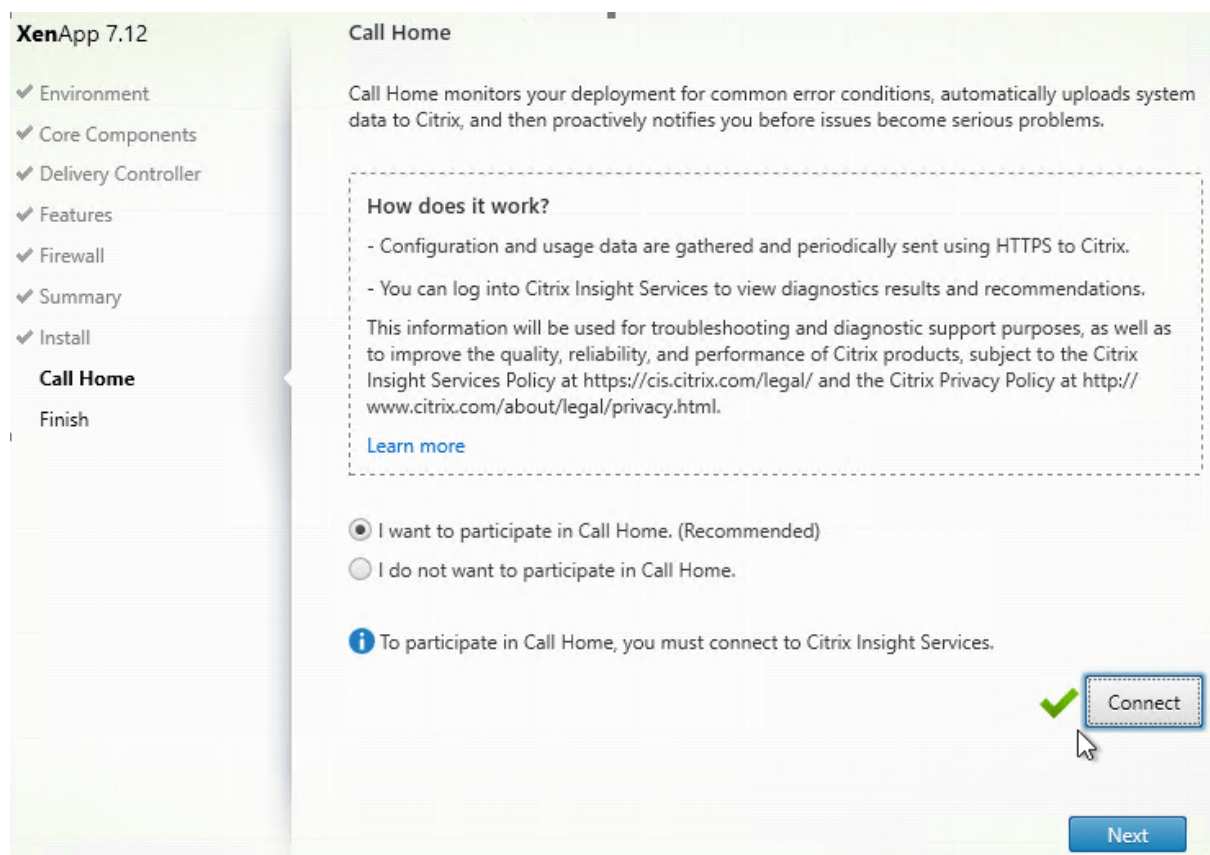 XenApp 7.12
Environment
Core Components
Delivery Controller
Features
Firewall
Summary
Install
Call Home
Finish
Call Home
Call Home monitors your deployment for common error conditions, automatically uploads system
data to Citrix, and then proactively notifies you before issues become serious problems.
How does it work?
- Configuration and usage data are gathered and periodically sent using HTTPS to Citrix.
- You can log into Citrix Insight Services to view diagnostics results and recommendations.
This information will be used for troubleshooting and diagnostic support purposes, as well as
to improve the quality, reliability, and performance of Citrix products, subject to the Citrix
Insight Services Policy at https://cis.citrix.com/legal/ and the Citrix Privacy Policy at http://
www.citrix.com/about/legal/privacy.html.
Learn more
I want to participate in Call Home. (Recommended)
I do not want to participate in Call Home.
To participate in Call Home, you must connect to Citrix Insight Services.
Connect
Next